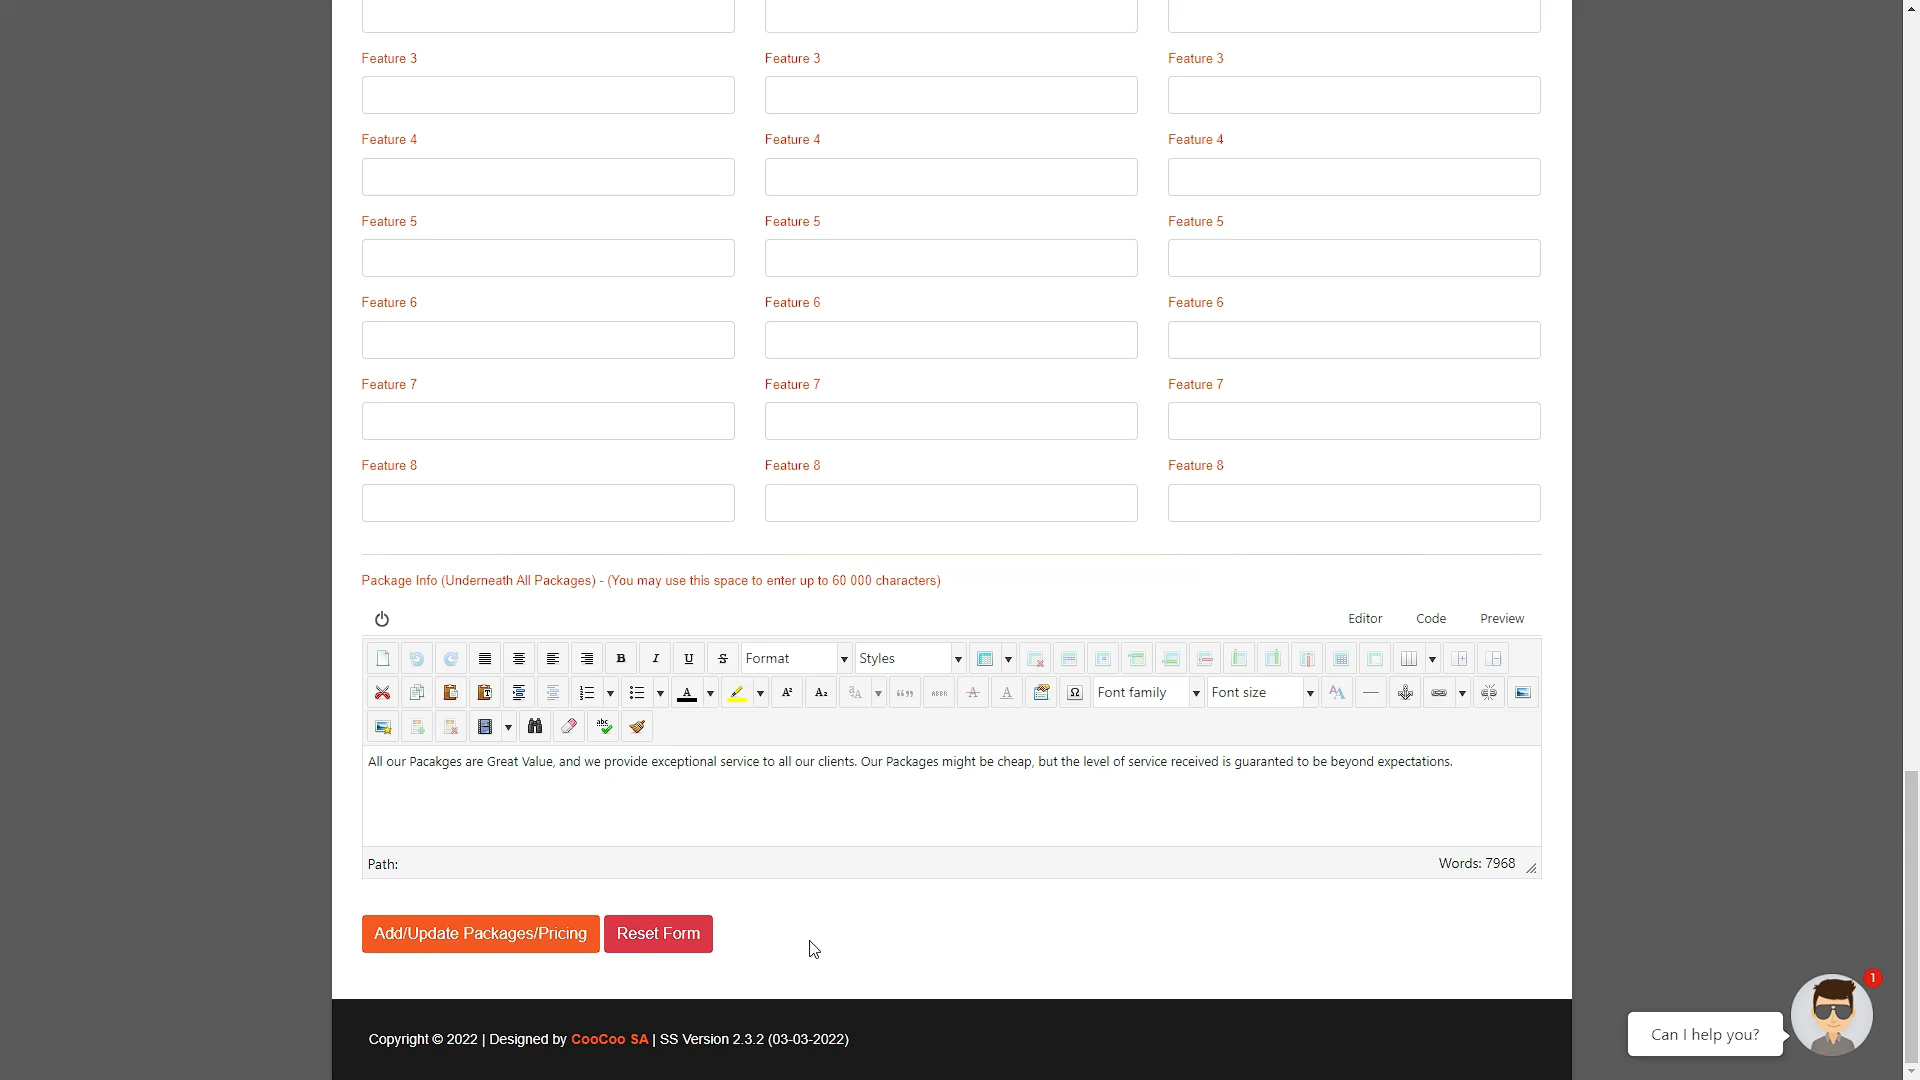 Feature 3 Feature 3 Feature 3
Feature 4 Feature 4 Feature 4
Feature 5 Feature 5 Feature 5
Feature 6 Feature 6 Feature 6
Feature 7 Feature 7 Feature 7
Feature 8 Feature 8 Feature 8
Package Info (Underneath All Packages) - (You may use this space to enter up to 60 000 characters)
Editor Code Preview
Format Styles
Font family Font size
All our Pacakges are Great Value, and we provide exceptional service to all our clients. Our Packages might be cheap, but the level of service received is guaranted to be beyond expectations.
Path: Words: 7968
Add/Update Packages/Pricing Reset Form
1
Can I help you?
Copyright © 2022 | Designed by CooCoo SA | SS Version 2.3.2 (03-03-2022)